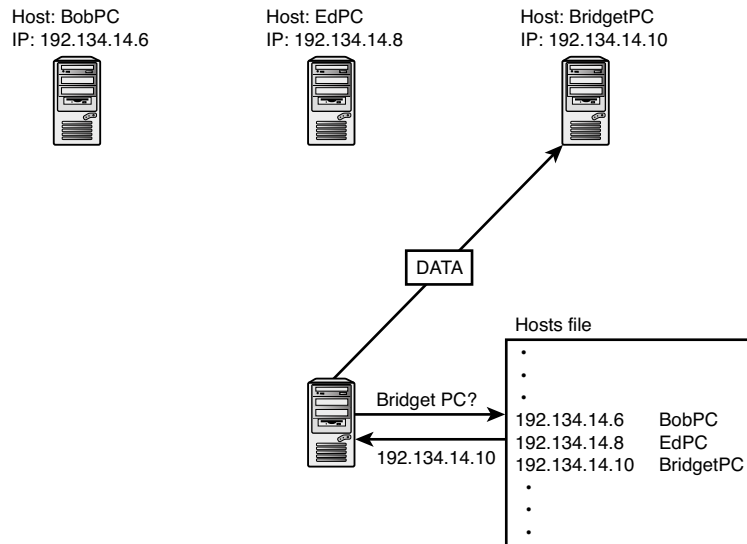 Host: BobPC
IP: 192.134.14.6
Host: EdPC
IP: 192.134.14.8
Host: BridgetPC
IP: 192.134.14.10
DATA
Hosts file
Bridget PC?
192.134.14.10
192.134.14.6 BobPC
192.134.14.8 EdPC
192.134.14.10 BridgetPC